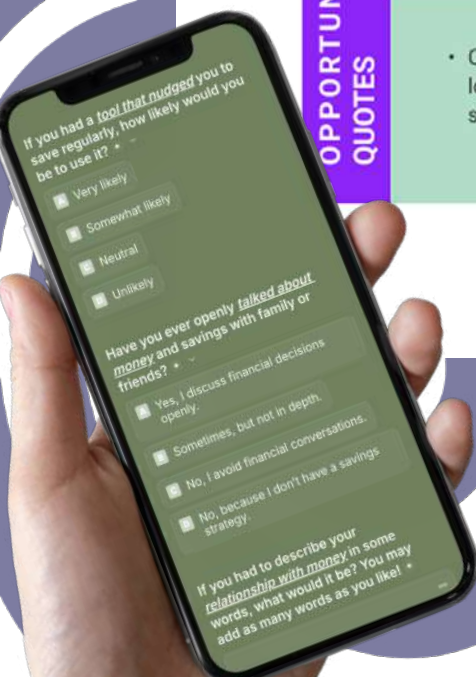 If you had a tool that nudged you to
save regularly, how likely would you
be to use it? *
A Very likely
B Somewhat likely
C Neutral
D Unlikely
Have you ever openly talked about
money and savings with family or
friends? *
A Yes, I discuss financial decisions
openly.
B Sometimes, but not in depth.
C No, I avoid financial conversations.
D No, because I don't have a savings
strategy.
If you had to describe your
relationship with money in some
words, what would it be? You may
add as many words as you like! *
QUOTES